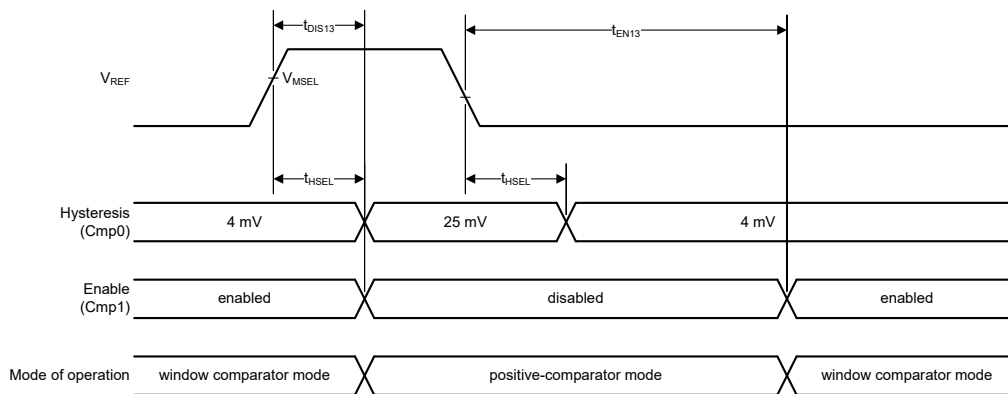 tDIS13
tEN13
VREF
VMSEL
tHSEL
tHSEL
Hysteresis
(Cmp0)
4 mV
25 mV
4 mV
Enable
(Cmp1)
enabled
disabled
enabled
Mode of operation
window comparator mode
positive-comparator mode
window comparator mode